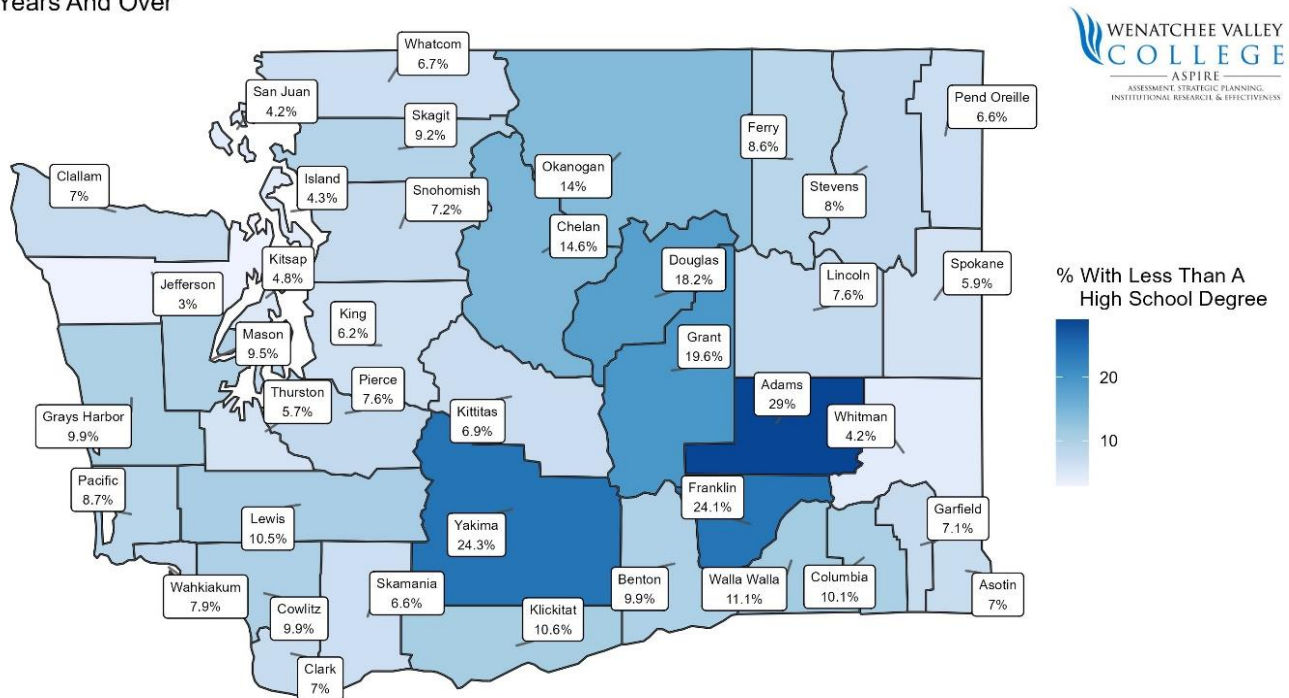 Years And Over
WENATCHEE VALLEY
COLLEGE
ASPIRE
ASSESSMENT, STRATEGIC PLANNING,
INSTITUTIONAL RESEARCH, & EFFECTIVENESS
Whatcom
6.7%
San Juan
4.2%
Skagit
9.2%
Pend Oreille
6.6%
Ferry
8.6%
Okanogan
14%
Clallam
7%
Island
4.3%
Snohomish
7.2%
Stevens
8%
Chelan
14.6%
Kitsap
4.8%
Douglas
18.2%
Lincoln
7.6%
Spokane
5.9%
Jefferson
3%
King
6.2%
Mason
9.5%
Grant
19.6%
Thurston
5.7%
Pierce
7.6%
Adams
29%
Kittitas
6.9%
Whitman
4.2%
Grays Harbor
9.9%
Pacific
8.7%
Franklin
24.1%
Garfield
7.1%
Lewis
10.5%
Yakima
24.3%
Wahkiakum
7.9%
Skamania
6.6%
Benton
9.9%
Walla Walla
11.1%
Columbia
10.1%
Asotin
7%
Cowlitz
9.9%
Klickitat
10.6%
Clark
7%
% With Less Than A
High School Degree
20
10